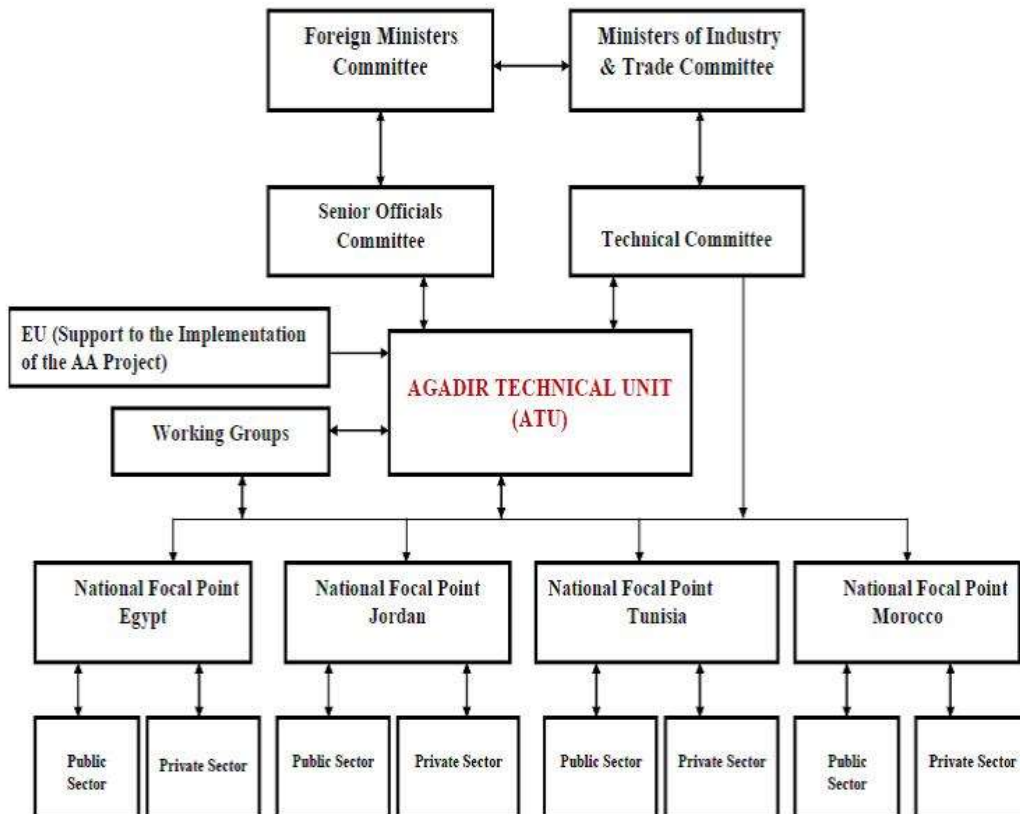 Foreign Ministers
Committee
Ministers of Industry
& Trade Committee
Senior Officials
Committee
Technical Committee
EU (Support to the Implementation
of the AA Project)
AGADIR TECHNICAL UNIT
(ATU)
Working Groups
National Focal Point
Egypt
National Focal Point
Jordan
National Focal Point
Tunisia
National Focal Point
Morocco
Public
Sector
Private Sector
Public Sector
Private Sector
Public Sector
Private Sector
Public
Sector
Private Sector